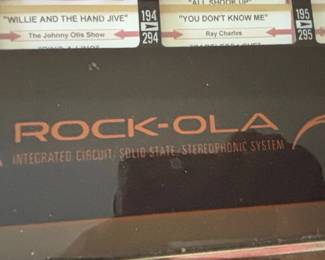 "ALL SHOOK UP"
"WILLIE AND THE HAND JIVE" 194 "YOU DON'T KNOW ME" 195
The Johnny Otis Show 294 Ray Charles 295
ROCK-OLA
INTEGRATED CIRCUIT, SOLID STATE, STEREOPHONIC SYSTEM